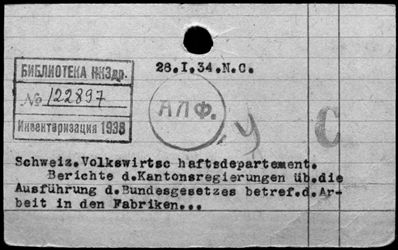 28.I.34.N.C.
БИБЛИОТЕКА НКЗдр.
№ 122897
Инвентаризация 1938
АЛФ.
У С
Schweiz.Volkswirtsc haftsdepartement.
Berichte d.Kantonsregierungen üb.die
Ausführung d.Bundesgesetzes betref.d.Ar-
beit in den Fabriken...